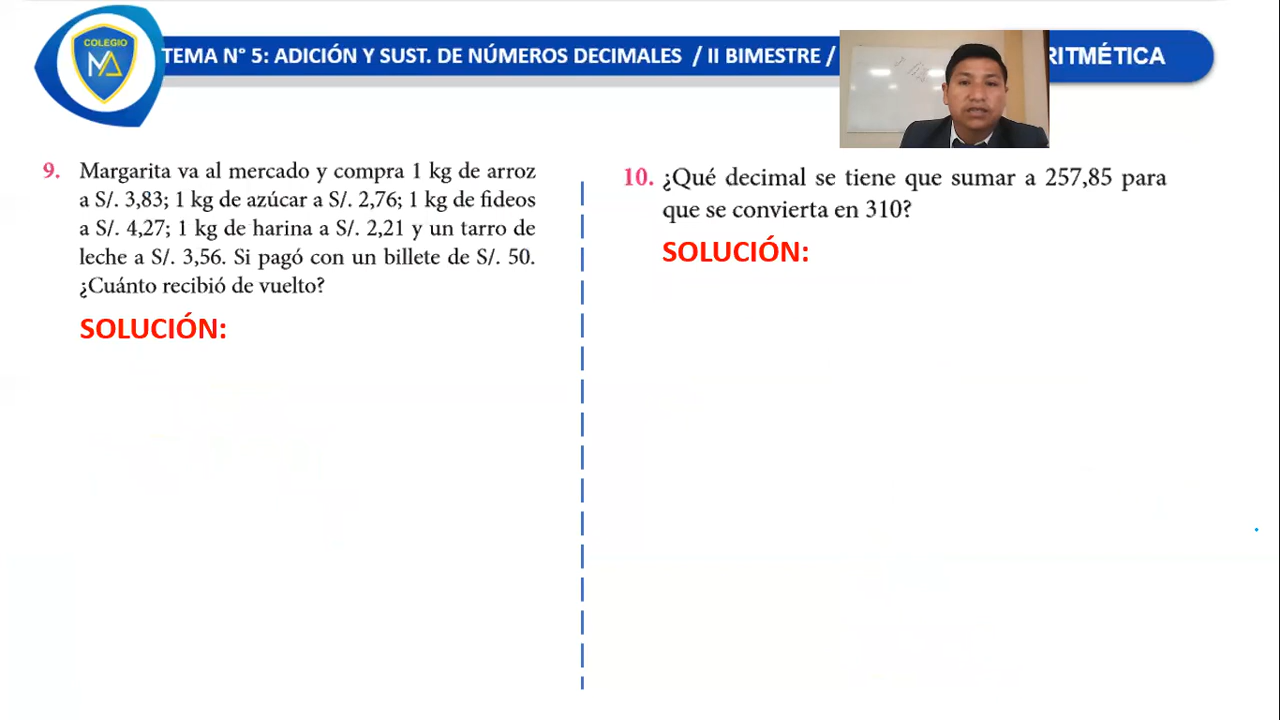 COLEGIO
TEMA N° 5: ADICIÓN Y SUST. DE NÚMEROS DECIMALES / II BIMESTRE / RITMÉTICA
9. Margarita va al mercado y compra 1 kg de arroz
a S/. 3,83; 1 kg de azúcar a S/. 2,76; 1 kg de fideos
a S/. 4,27; 1 kg de harina a S/. 2,21 y un tarro de
leche a S/. 3,56. Si pagó con un billete de S/. 50.
¿Cuánto recibió de vuelto?
SOLUCIÓN:
10. ¿Qué decimal se tiene que sumar a 257,85 para
que se convierta en 310?
SOLUCIÓN: